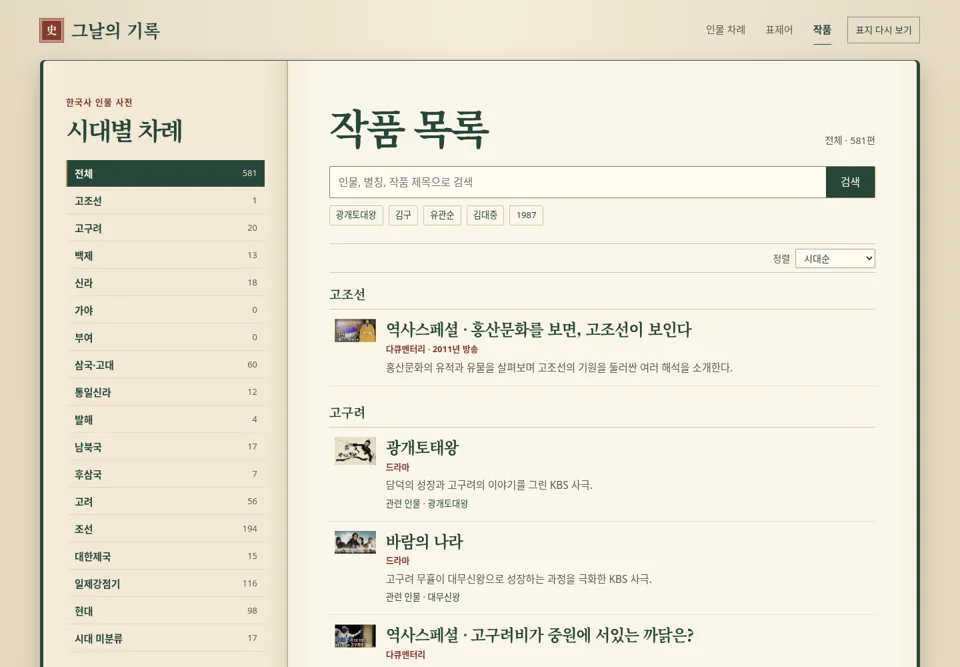 史 그날의 기록
인물 차례 표제어 작품 표지 다시 보기
한국사 인물 사전
시대별 차례
전체 581
고조선 1
고구려 20
백제 13
신라 18
가야 0
부여 0
삼국·고대 60
통일신라 12
발해 4
남북국 17
후삼국 7
고려 56
조선 194
대한제국 15
일제강점기 116
현대 98
시대 미분류 17
작품 목록
전체 · 581편
인물, 별칭, 작품 제목으로 검색 검색
광개토대왕 김구 유관순 김대중 1987
정렬 시대순
고조선
역사스페셜 · 홍산문화를 보면, 고조선이 보인다
다큐멘터리 · 2011년 방송
홍산문화의 유적과 유물을 살펴보며 고조선의 기원을 둘러싼 여러 해석을 소개한다.
고구려
광개토태왕
드라마
담덕의 성장과 고구려의 이야기를 그린 KBS 사극.
관련 인물 · 광개토대왕
바람의 나라
드라마
고구려 무휼이 대무신왕으로 성장하는 과정을 극화한 KBS 사극.
관련 인물 · 대무신왕
역사스페셜 · 고구려비가 중원에 서있는 까닭은?
다큐멘터리